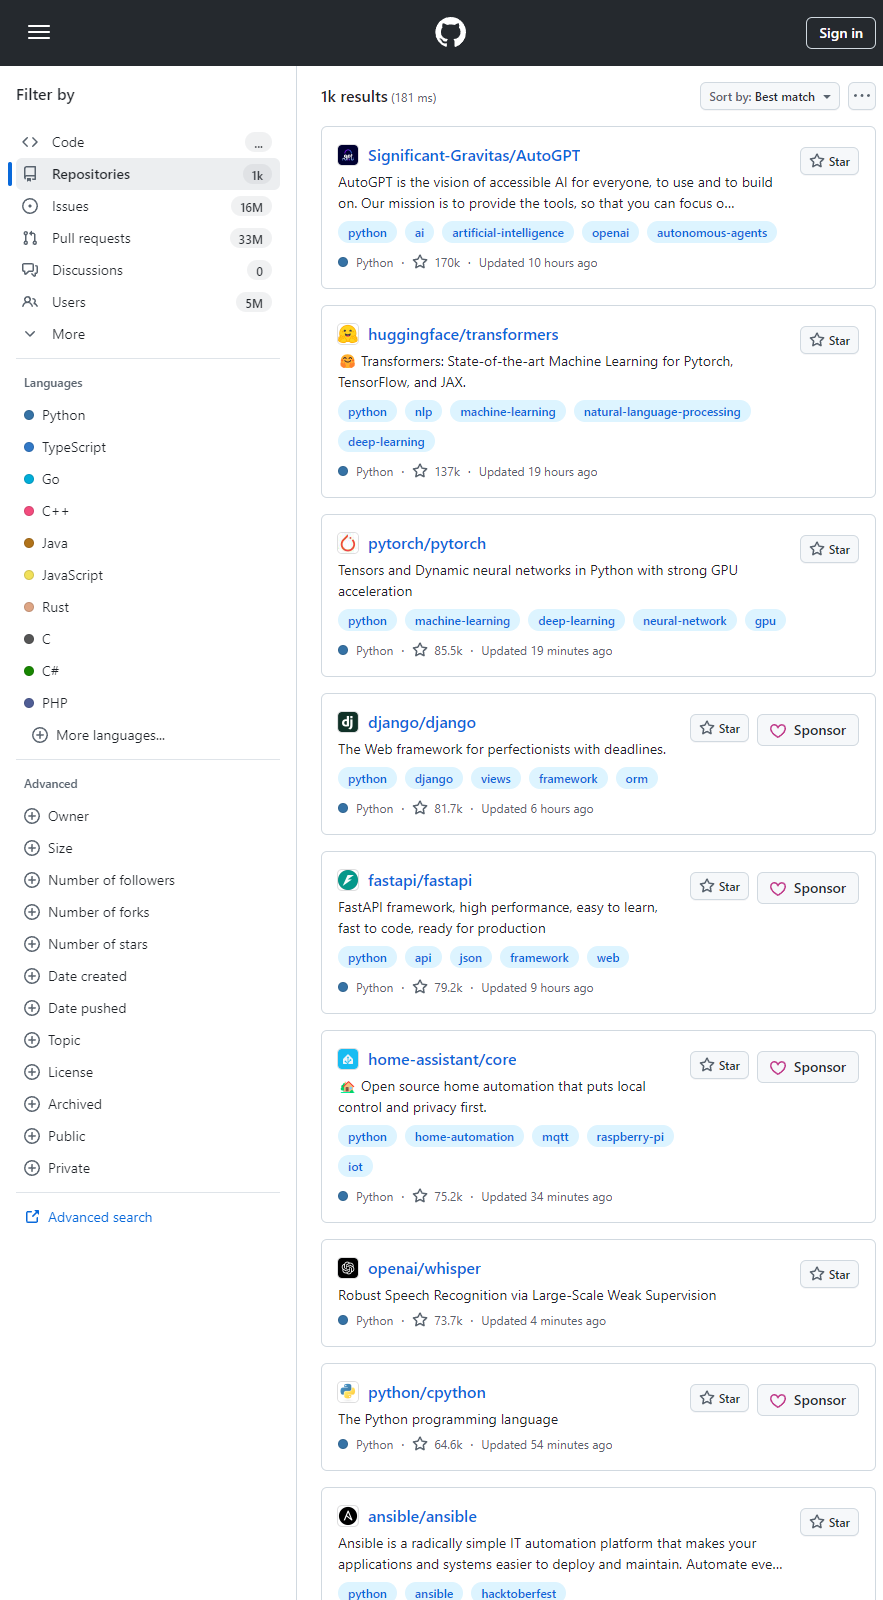 Sign in
Filter by
Code
...
Repositories
1k
Issues
16M
Pull requests
33M
Discussions
0
Users
5M
More
Languages
Python
TypeScript
Go
C++
Java
JavaScript
Rust
C
C#
PHP
More languages...
Advanced
Owner
Size
Number of followers
Number of forks
Number of stars
Date created
Date pushed
Topic
License
Archived
Public
Private
Advanced search
1k results (181 ms)
Sort by: Best match
Significant-Gravitas/AutoGPT
Star
AutoGPT is the vision of accessible AI for everyone, to use and to build
on. Our mission is to provide the tools, so that you can focus o...
python ai artificial-intelligence openai autonomous-agents
Python · 170k · Updated 10 hours ago
huggingface/transformers
Star
Transformers: State-of-the-art Machine Learning for Pytorch,
TensorFlow, and JAX.
python nlp machine-learning natural-language-processing
deep-learning
Python · 137k · Updated 19 hours ago
pytorch/pytorch
Star
Tensors and Dynamic neural networks in Python with strong GPU
acceleration
python machine-learning deep-learning neural-network gpu
Python · 85.5k · Updated 19 minutes ago
dj
django/django
Star
Sponsor
The Web framework for perfectionists with deadlines.
python django views framework orm
Python · 81.7k · Updated 6 hours ago
fastapi/fastapi
Star
Sponsor
FastAPI framework, high performance, easy to learn,
fast to code, ready for production
python api json framework web
Python · 79.2k · Updated 9 hours ago
home-assistant/core
Star
Sponsor
Open source home automation that puts local
control and privacy first.
python home-automation mqtt raspberry-pi
iot
Python · 75.2k · Updated 34 minutes ago
openai/whisper
Star
Robust Speech Recognition via Large-Scale Weak Supervision
Python · 73.7k · Updated 4 minutes ago
python/cpython
Star
Sponsor
The Python programming language
Python · 64.6k · Updated 54 minutes ago
ansible/ansible
Star
Ansible is a radically simple IT automation platform that makes your
applications and systems easier to deploy and maintain. Automate eve...
python ansible hacktoberfest